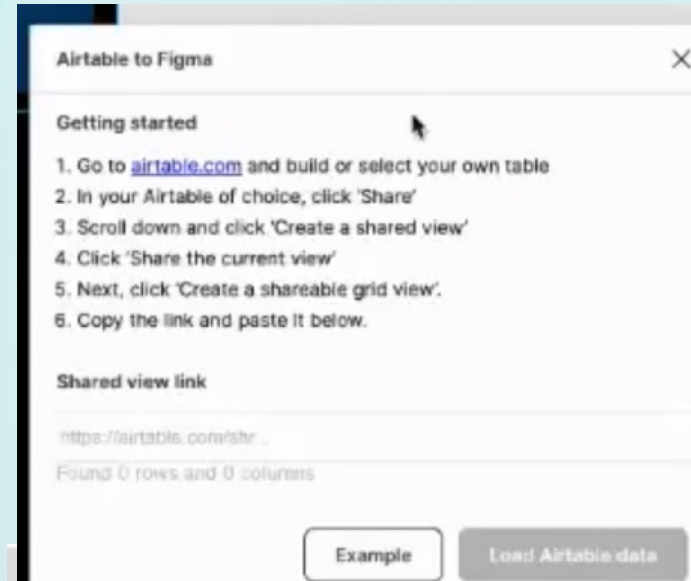 Airtable to Figma
Getting started
1. Go to airtable.com and build or select your own table
2. In your Airtable of choice, click 'Share'
3. Scroll down and click 'Create a shared view'
4. Click 'Share the current view'
5. Next, click 'Create a shareable grid view'.
6. Copy the link and paste it below.
Shared view link
https://airtable.com/shr...
Found 0 rows and 0 columns
Example
Load Airtable data